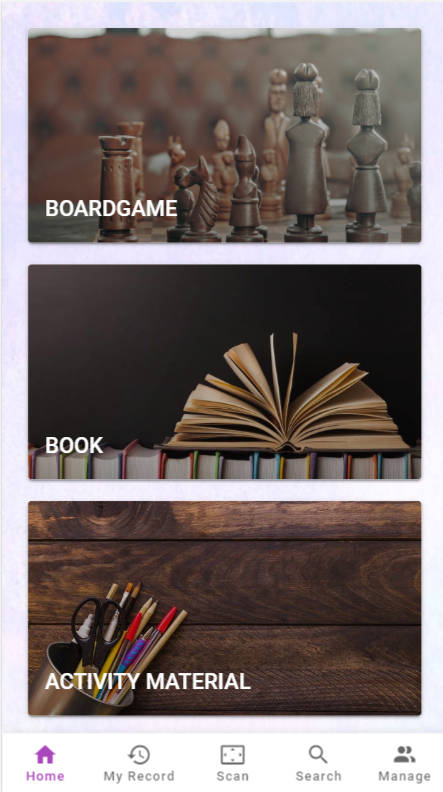 BOARDGAME
BOOK
ACTIVITY MATERIAL
Home My Record Scan Search Manage